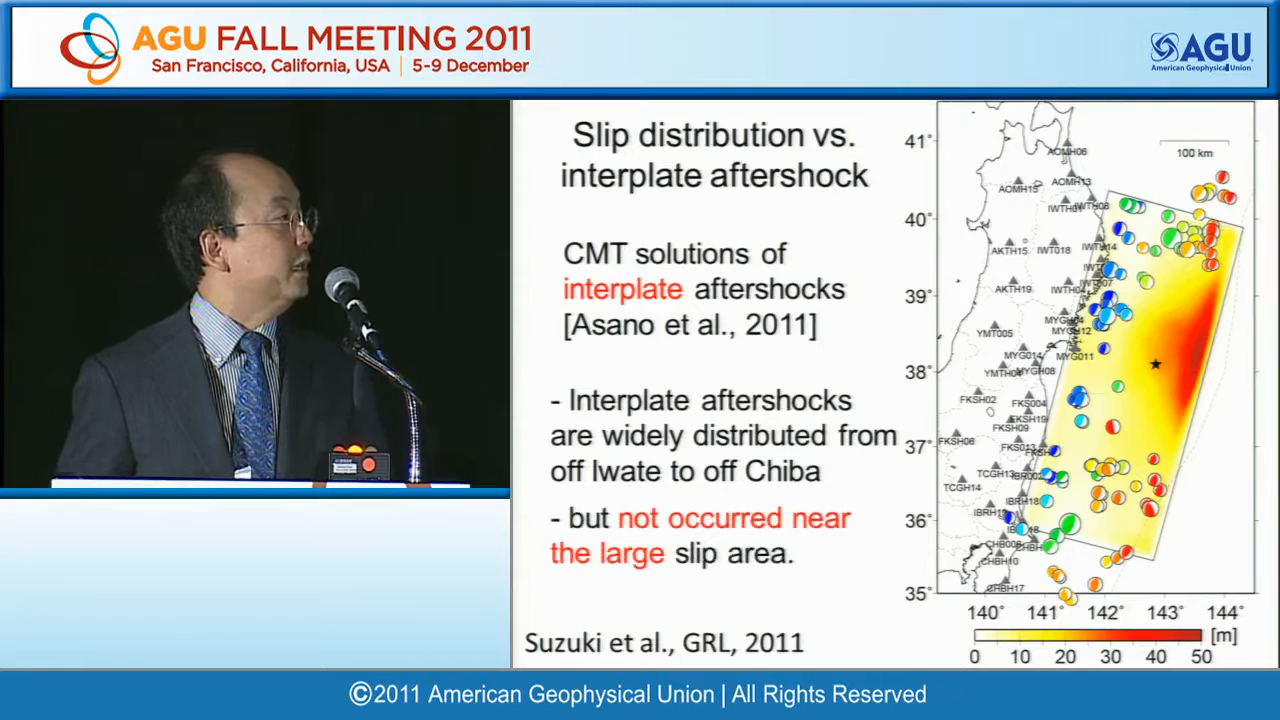 AGU FALL MEETING 2011
San Francisco, California, USA | 5-9 December
AGU
American Geophysical Union
Slip distribution vs.
interplate aftershock
CMT solutions of
interplate aftershocks
[Asano et al., 2011]
- Interplate aftershocks
are widely distributed from
off Iwate to off Chiba
- but not occurred near
the large slip area.
Suzuki et al., GRL, 2011
100 km
41°
40°
39°
38°
37°
36°
35°
AOMH06
AOMH13
AOMH15
IWTH08
AKTH15
IWT018
AKTH19
IWTH04
MYGH04
MYGH12
YMT005
MYG014
MYG011
YMTH04
MYGH08
FKSH02
FKS004
FKSH19
FKSH09
FKSH06
FKS013
TCGH13
TCGH14
IBRH18
CHBH10
CHBH17
140° 141° 142° 143° 144°
[m]
0 10 20 30 40 50
©2011 American Geophysical Union | All Rights Reserved